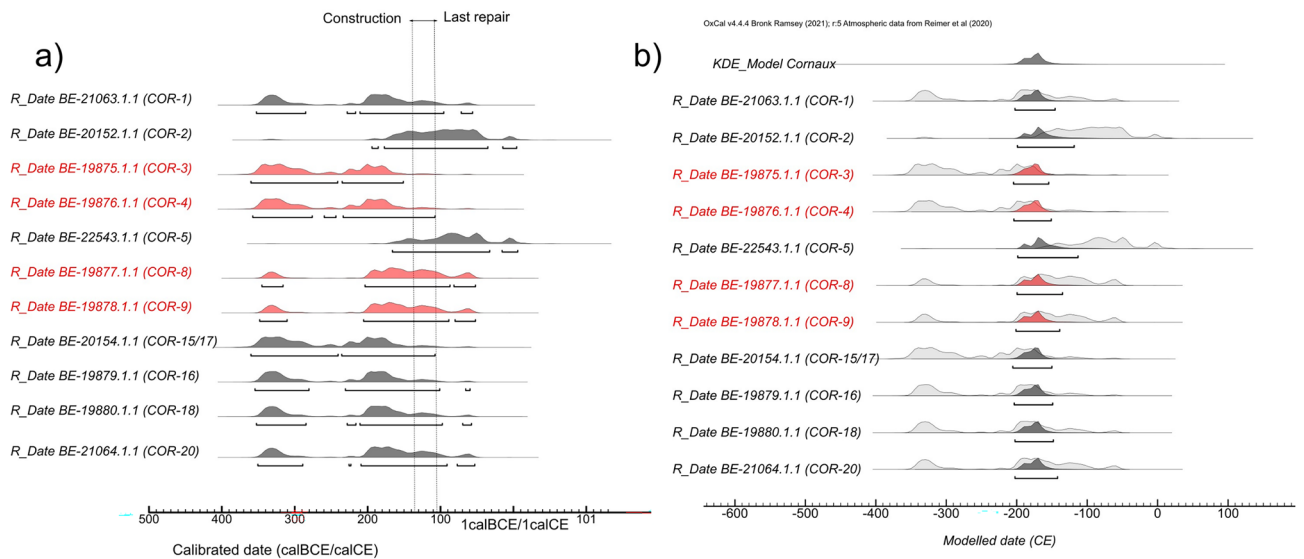 Construction Last repair
a)
R_Date BE-21063.1.1 (COR-1)
R_Date BE-20152.1.1 (COR-2)
R_Date BE-19875.1.1 (COR-3)
R_Date BE-19876.1.1 (COR-4)
R_Date BE-22543.1.1 (COR-5)
R_Date BE-19877.1.1 (COR-8)
R_Date BE-19878.1.1 (COR-9)
R_Date BE-20154.1.1 (COR-15/17)
R_Date BE-19879.1.1 (COR-16)
R_Date BE-19880.1.1 (COR-18)
R_Date BE-21064.1.1 (COR-20)
500 300 200 100 1calBCE/1calCE 101
Calibrated date (calBCE/calCE)
OxCal v4.4.4 Bronk Ramsey (2021); r:5 Atmospheric data from Reimer et al (2020)
b)
KDE_Model Cornaux
R_Date BE-21063.1.1 (COR-1)
R_Date BE-20152.1.1 (COR-2)
R_Date BE-19875.1.1 (COR-3)
R_Date BE-19876.1.1 (COR-4)
R_Date BE-22543.1.1 (COR-5)
R_Date BE-19877.1.1 (COR-8)
R_Date BE-19878.1.1 (COR-9)
R_Date BE-20154.1.1 (COR-15/17)
R_Date BE-19879.1.1 (COR-16)
R_Date BE-19880.1.1 (COR-18)
R_Date BE-21064.1.1 (COR-20)
-600 -500 -400 -300 -200 -100 0 100
Modelled date (CE)